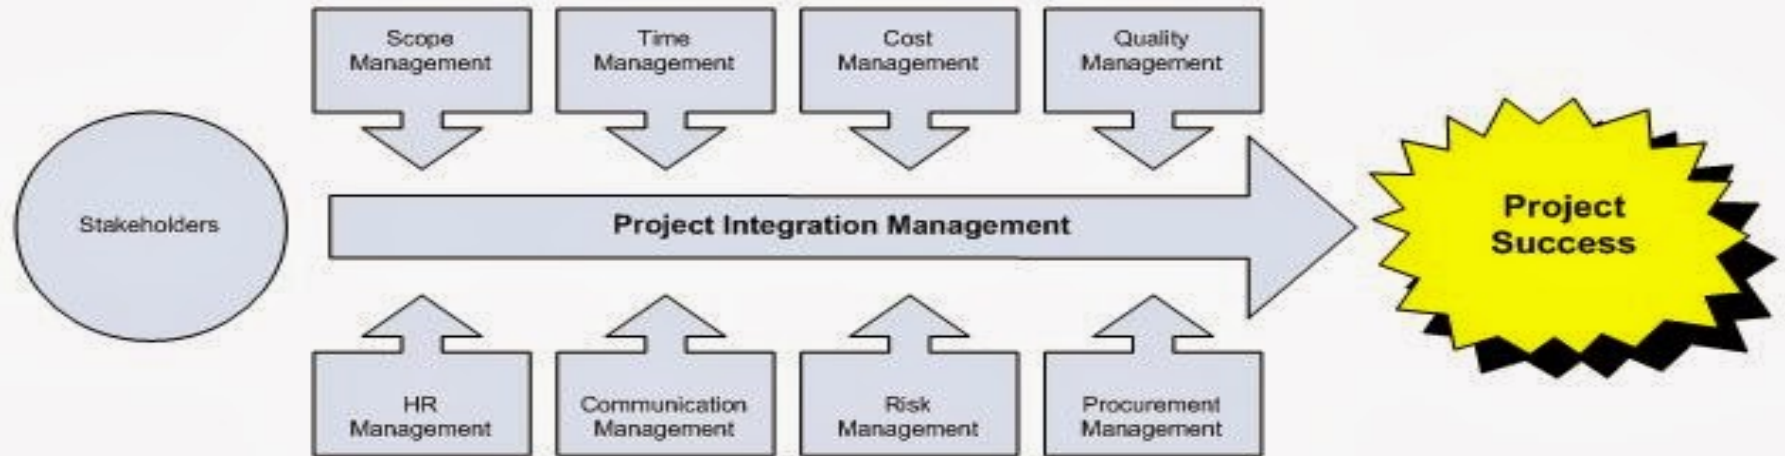 Scope
Management
Time
Management
Cost
Management
Quality
Management
Stakeholders
Project Integration Management
Project
Success
HR
Management
Communication
Management
Risk
Management
Procurement
Management